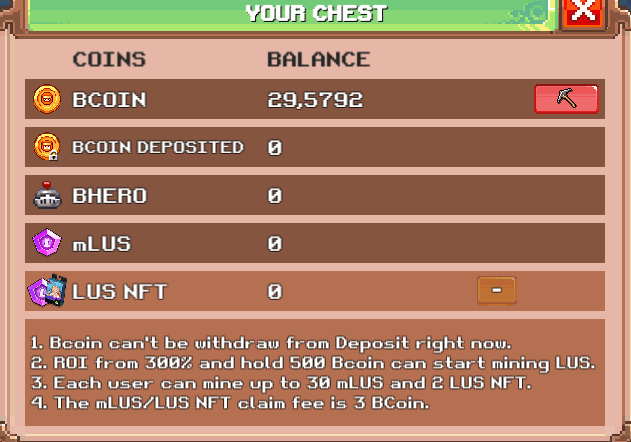 YOUR CHEST
COINS BALANCE
BCOIN 29,5792
BCOIN DEPOSITED 0
BHERO 0
mLUS 0
LUS NFT 0 -
1. Bcoin can't be withdraw from Deposit right now.
2. ROI from 300% and hold 500 Bcoin can start mining LUS.
3. Each user can mine up to 30 mLUS and 2 LUS NFT.
4. The mLUS/LUS NFT claim fee is 3 BCoin.